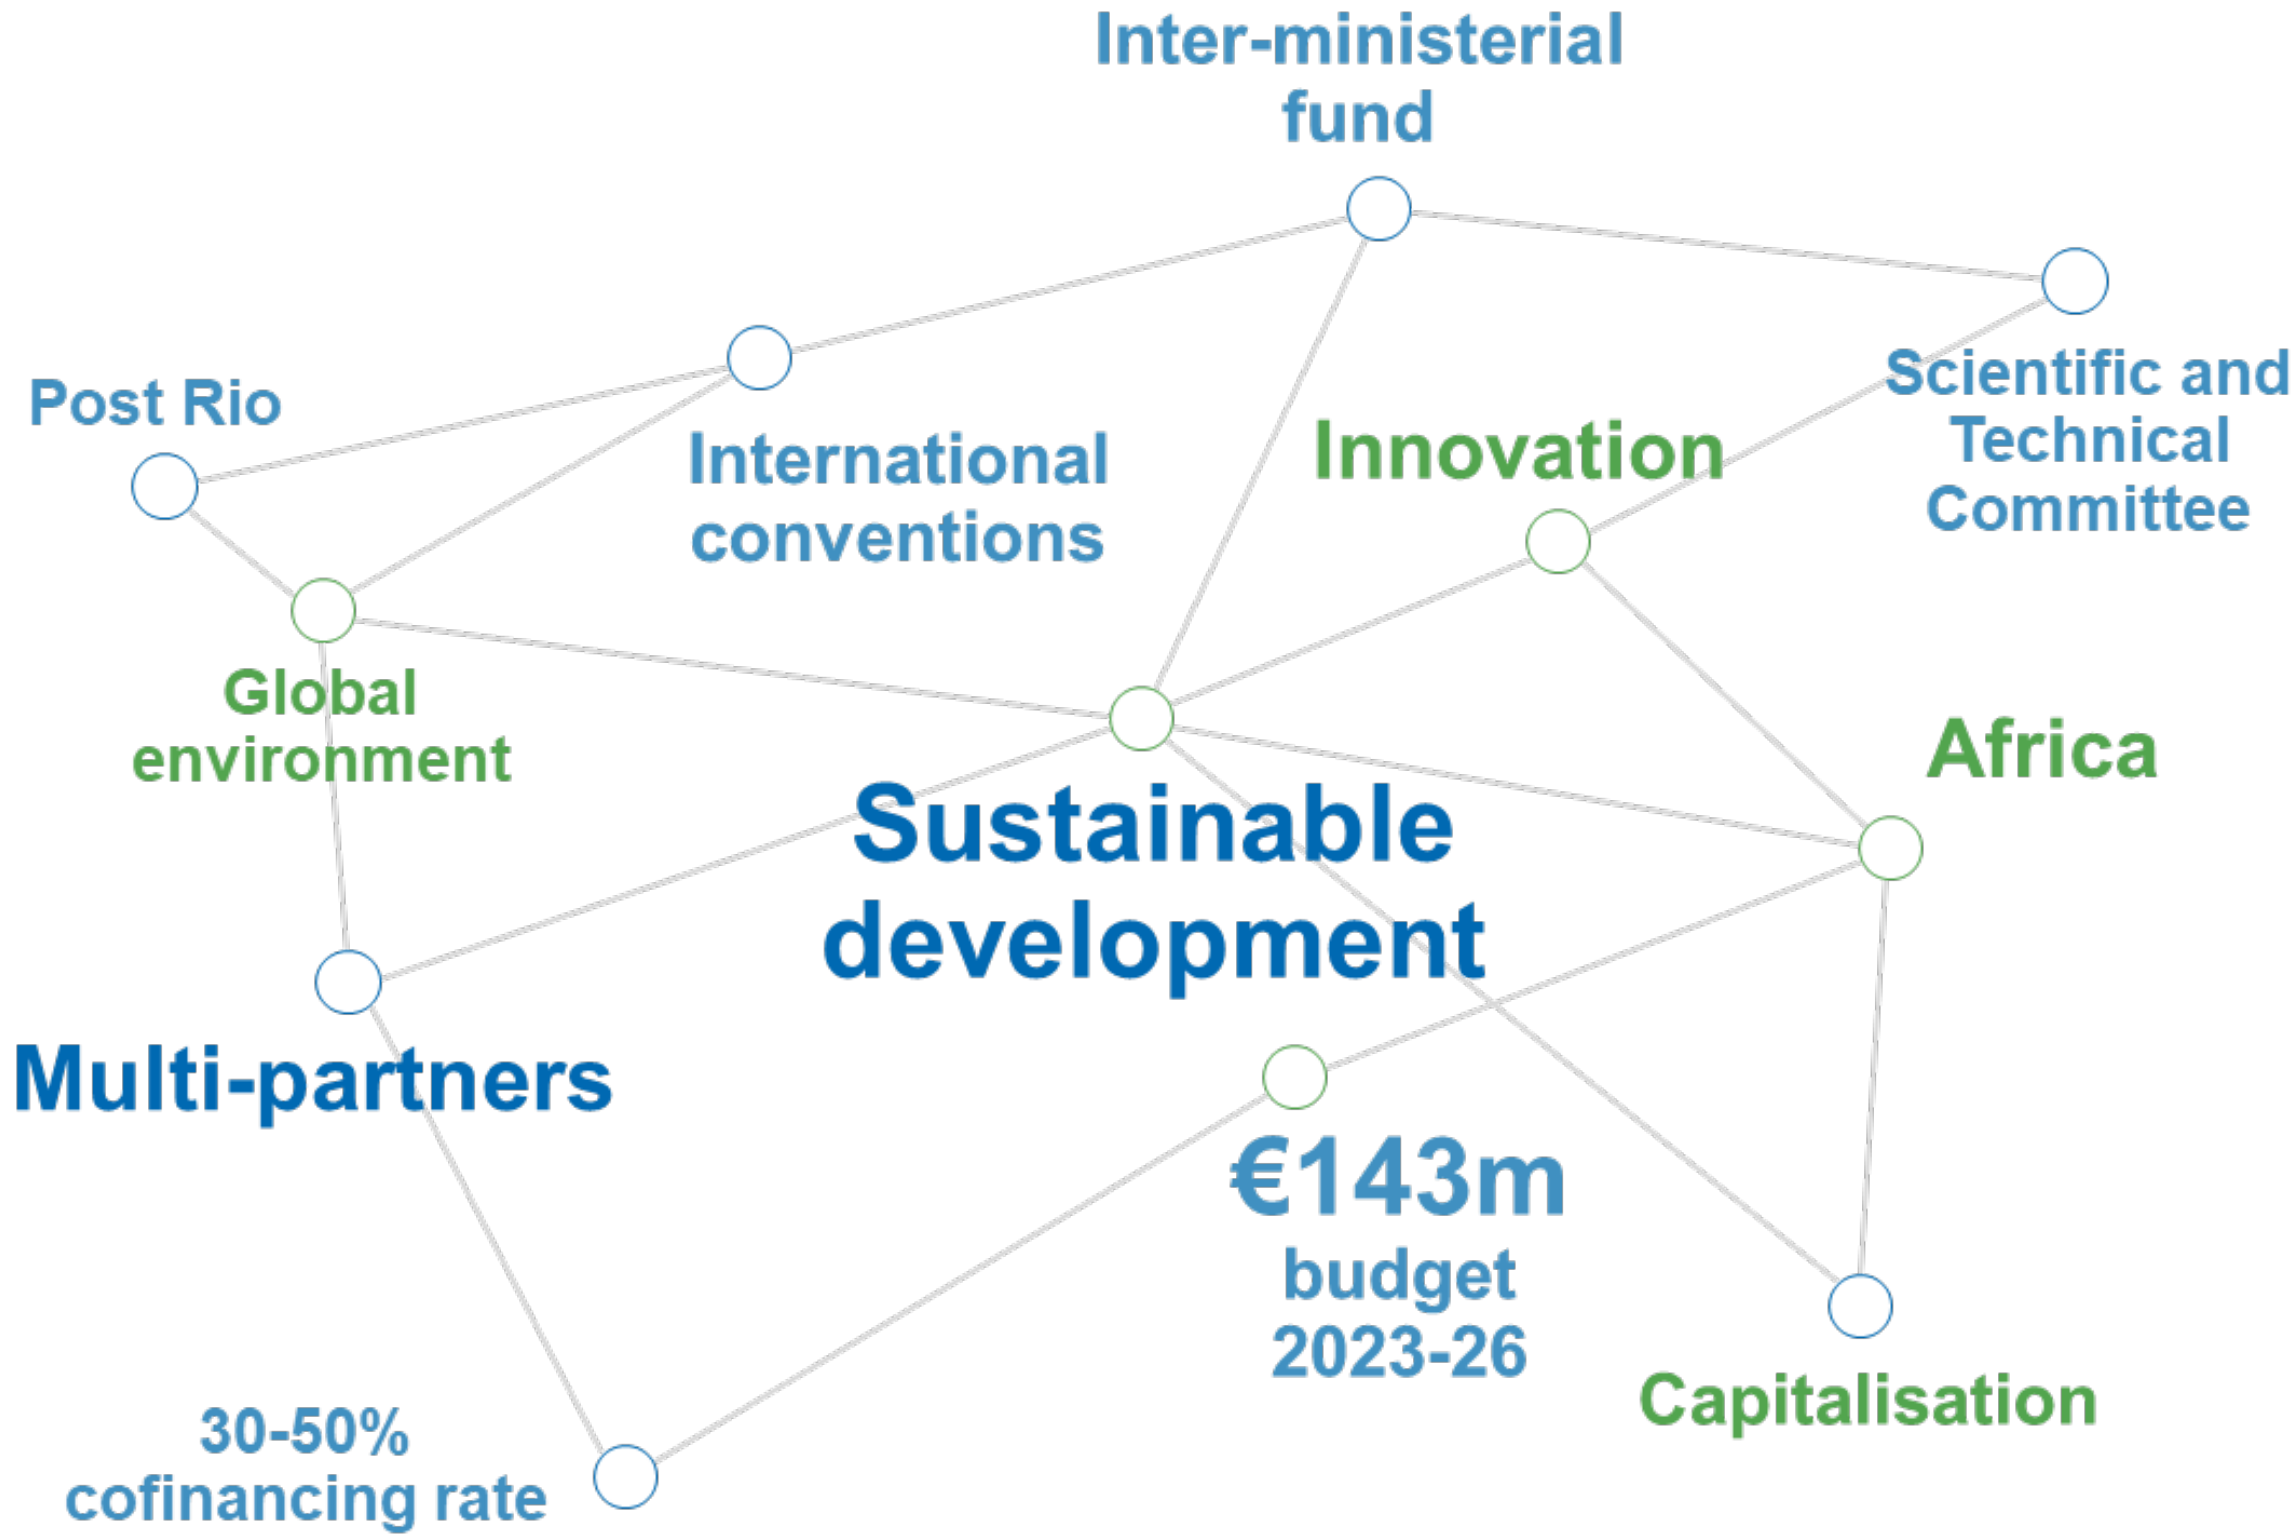 Inter-ministerial
fund
Post Rio
International
conventions
Scientific and
Technical
Committee
Innovation
Global
environment
Africa
Sustainable
development
Multi-partners
€143m
budget
2023-26
Capitalisation
30-50%
cofinancing rate